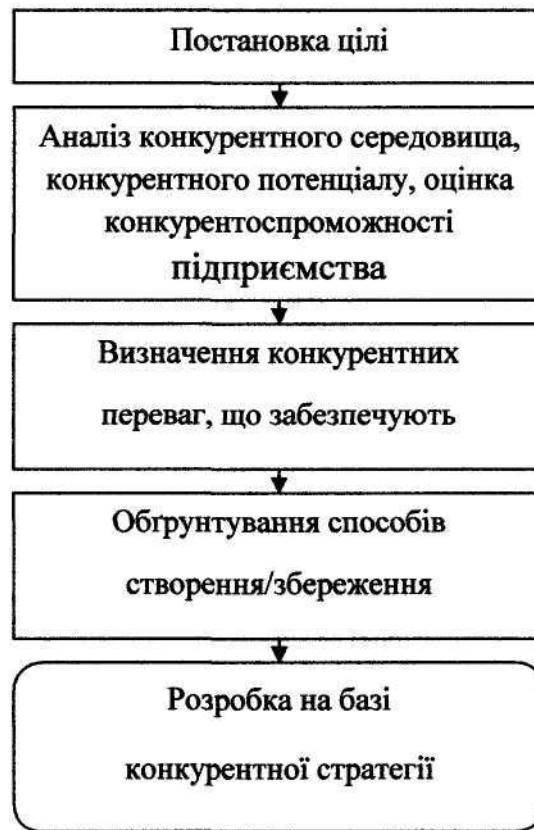 Постановка цілі
Аналіз конкурентного середовища,
конкурентного потенціалу, оцінка
конкурентоспроможності
підприємства
Визначення конкурентних
переваг, що забезпечують
Обґрунтування способів
створення/збереження
Розробка на базі
конкурентної стратегії